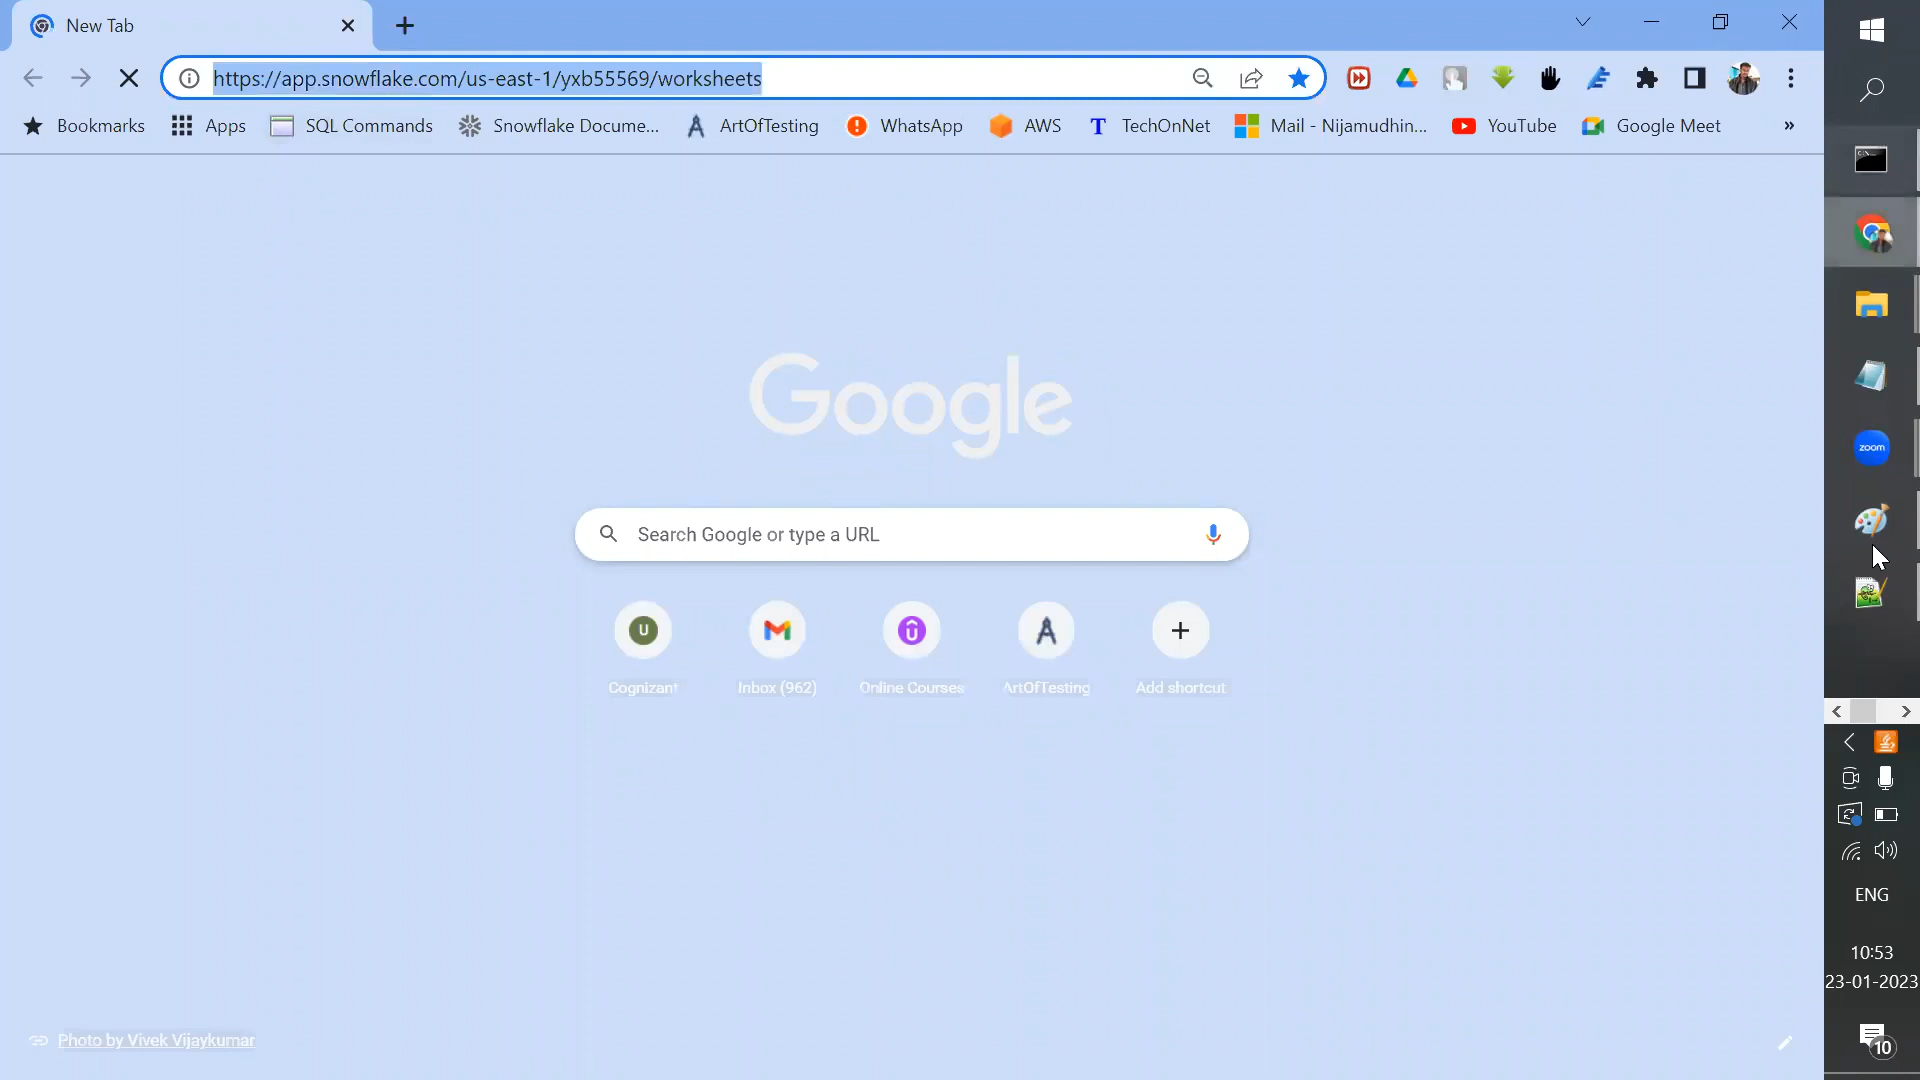 New Tab
https://app.snowflake.com/us-east-1/yxb55569/worksheets
Bookmarks Apps SQL Commands Snowflake Docume... ArtOfTesting WhatsApp AWS T TechOnNet Mail - Nijamudhin... YouTube Google Meet »
Google
Search Google or type a URL
U
Cognizant Inbox (962) Online Courses ArtOfTesting Add shortcut
Photo by Vivek Vijaykumar
zoom
ENG
10:53
23-01-2023
10